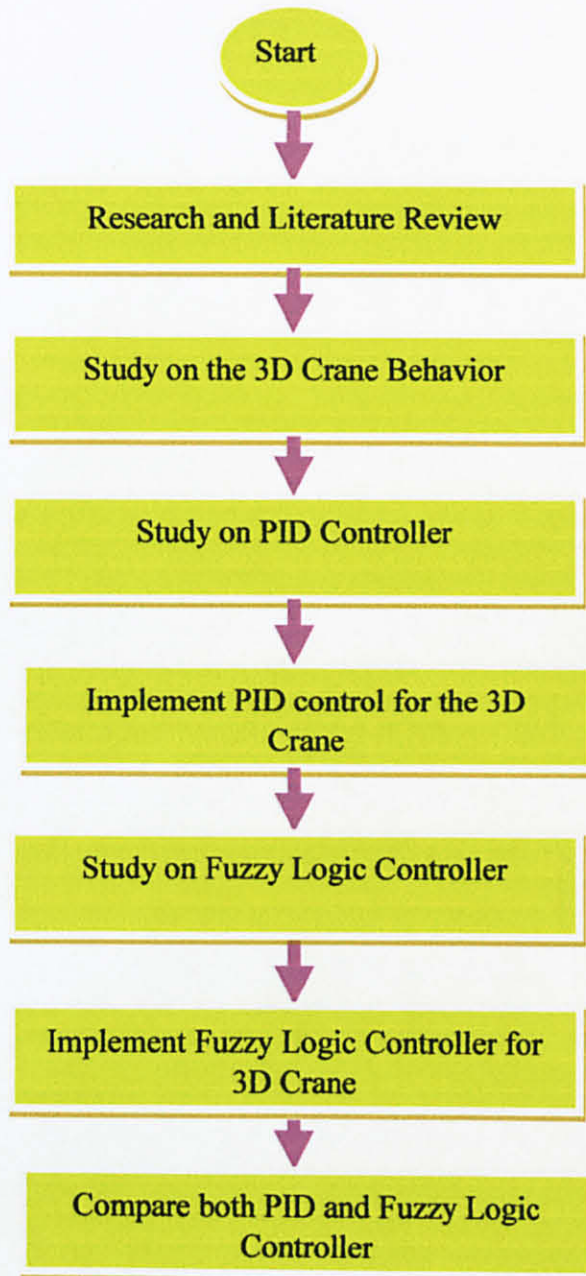 Start
Research and Literature Review
Study on the 3D Crane Behavior
Study on PID Controller
Implement PID control for the 3D
Crane
Study on Fuzzy Logic Controller
Implement Fuzzy Logic Controller for
3D Crane
Compare both PID and Fuzzy Logic
Controller